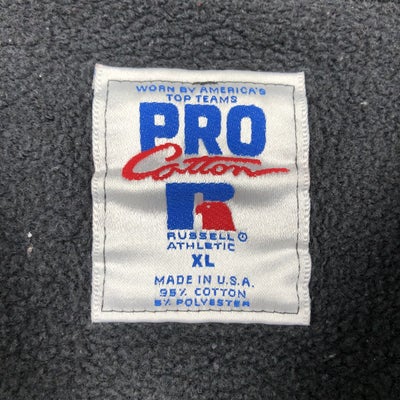 WORN BY AMERICA'S
TOP TEAMS
PRO
Cotton
R
RUSSELL ®
ATHLETIC
XL
MADE IN U.S.A.
95% COTTON
5% POLYESTER